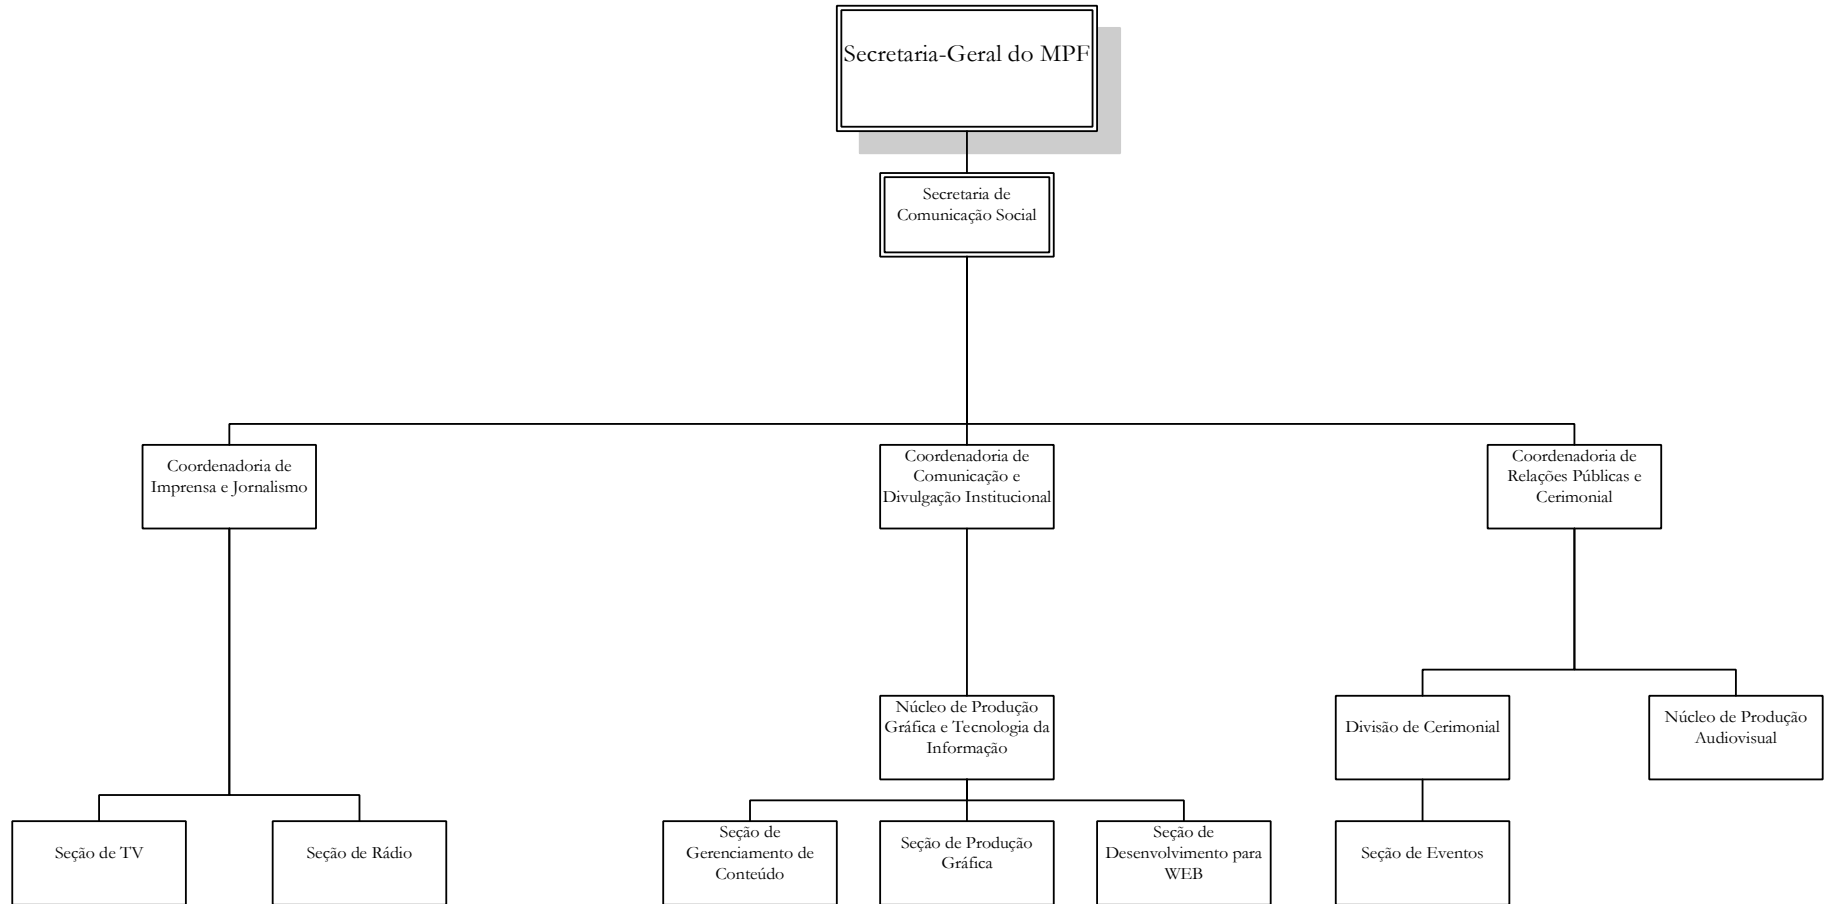 Secretaria-Geral do MPF
Secretaria de
Comunicação Social
Coordenadoria de
Imprensa e Jornalismo
Coordenadoria de
Comunicação e
Divulgação Institucional
Coordenadoria de
Relações Públicas e
Cerimonial
Núcleo de Produção
Gráfica e Tecnologia da
Informação
Divisão de Cerimonial
Núcleo de Produção
Audiovisual
Seção de TV
Seção de Rádio
Seção de
Gerenciamento de
Conteúdo
Seção de Produção
Gráfica
Seção de
Desenvolvimento para
WEB
Seção de Eventos